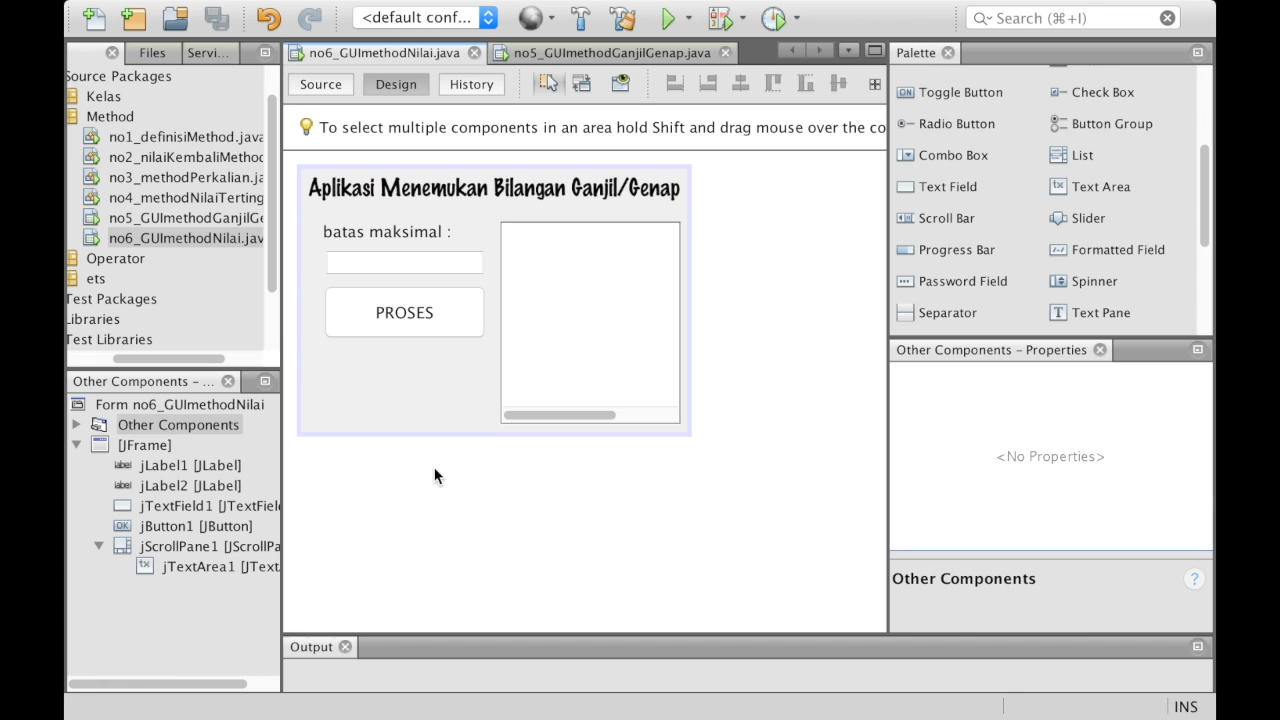 <default conf...
Search (⌘+I)
Files
Servi...
no6_GUImethodNilai.java
no5_GUImethodGanjilGenap.java
Palette
Source Packages
Kelas
Method
no1_definisiMethod.java
no2_nilaiKembaliMethod
no3_methodPerkalian.ja
no4_methodNilaiTerting
no5_GUImethodGanjilGe
no6_GUImethodNilai.jav
Operator
ets
Test Packages
Libraries
Test Libraries
Source
Design
History
To select multiple components in an area hold Shift and drag mouse over the co
Aplikasi Menemukan Bilangan Ganjil/Genap
batas maksimal :
PROSES
Toggle Button
Check Box
ON
Radio Button
Button Group
Combo Box
List
Text Field
Text Area
Scroll Bar
Slider
Progress Bar
Formatted Field
Password Field
Spinner
Separator
Text Pane
Other Components – Properties
<No Properties>
Other Components
?
Other Components – ...
Form no6_GUImethodNilai
Other Components
[JFrame]
label jLabel1 [JLabel]
label jLabel2 [JLabel]
jTextField1 [JTextFiel
OK jButton1 [JButton]
jScrollPane1 [JScrollPa
tx jTextArea1 [JText
Output
INS